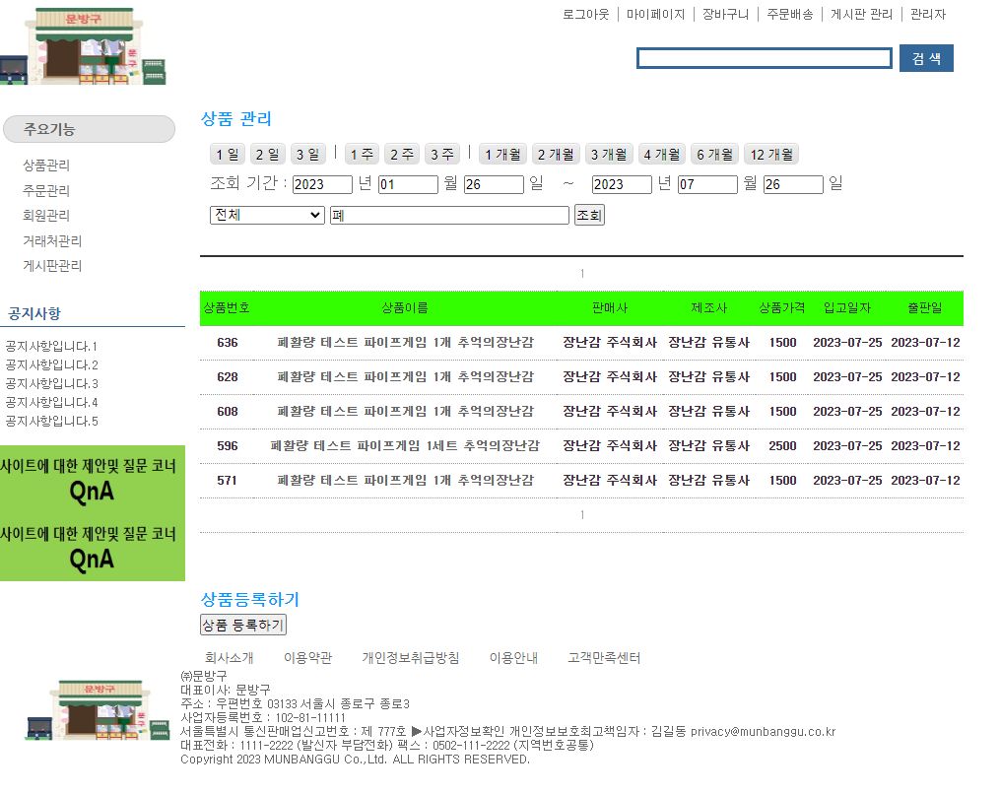 문방구
문방구
로그아웃 | 마이페이지 | 장바구니 | 주문배송 | 게시판 관리 | 관리자
검 색
주요기능
상품관리
주문관리
회원관리
거래처관리
게시판관리
공지사항
공지사항입니다.1
공지사항입니다.2
공지사항입니다.3
공지사항입니다.4
공지사항입니다.5
사이트에 대한 제안및 질문 코너
QnA
사이트에 대한 제안및 질문 코너
QnA
상품 관리
1 일 2 일 3 일 | 1 주 2 주 3 주 | 1 개월 2 개월 3 개월 4 개월 6 개월 12 개월
조회 기간 : 2023 년 01 월 26 일 ~ 2023 년 07 월 26 일
전체 폐 조회
1
상품번호 상품이름 판매사 제조사 상품가격 입고일자 출판일
636 폐활량 테스트 파이프게임 1개 추억의장난감 장난감 주식회사 장난감 유통사 1500 2023-07-25 2023-07-12
628 폐활량 테스트 파이프게임 1개 추억의장난감 장난감 주식회사 장난감 유통사 1500 2023-07-25 2023-07-12
608 폐활량 테스트 파이프게임 1개 추억의장난감 장난감 주식회사 장난감 유통사 1500 2023-07-25 2023-07-12
596 폐활량 테스트 파이프게임 1세트 추억의장난감 장난감 주식회사 장난감 유통사 2500 2023-07-25 2023-07-12
571 폐활량 테스트 파이프게임 1개 추억의장난감 장난감 주식회사 장난감 유통사 1500 2023-07-25 2023-07-12
1
상품등록하기
상품 등록하기
회사소개 이용약관 개인정보취급방침 이용안내 고객만족센터
문방구
문방구
㈜문방구
대표이사: 문방구
주소 : 우편번호 03133 서울시 종로구 종로3
사업자등록번호 : 102-81-11111
서울특별시 통신판매업신고번호 : 제 777호 ▶사업자정보확인 개인정보보호최고책임자 : 김길동 privacy@munbanggu.co.kr
대표전화 : 1111-2222 (발신자 부담전화) 팩스 : 0502-111-2222 (지역번호공통)
Copyright 2023 MUNBANGGU Co.,Ltd. ALL RIGHTS RESERVED.